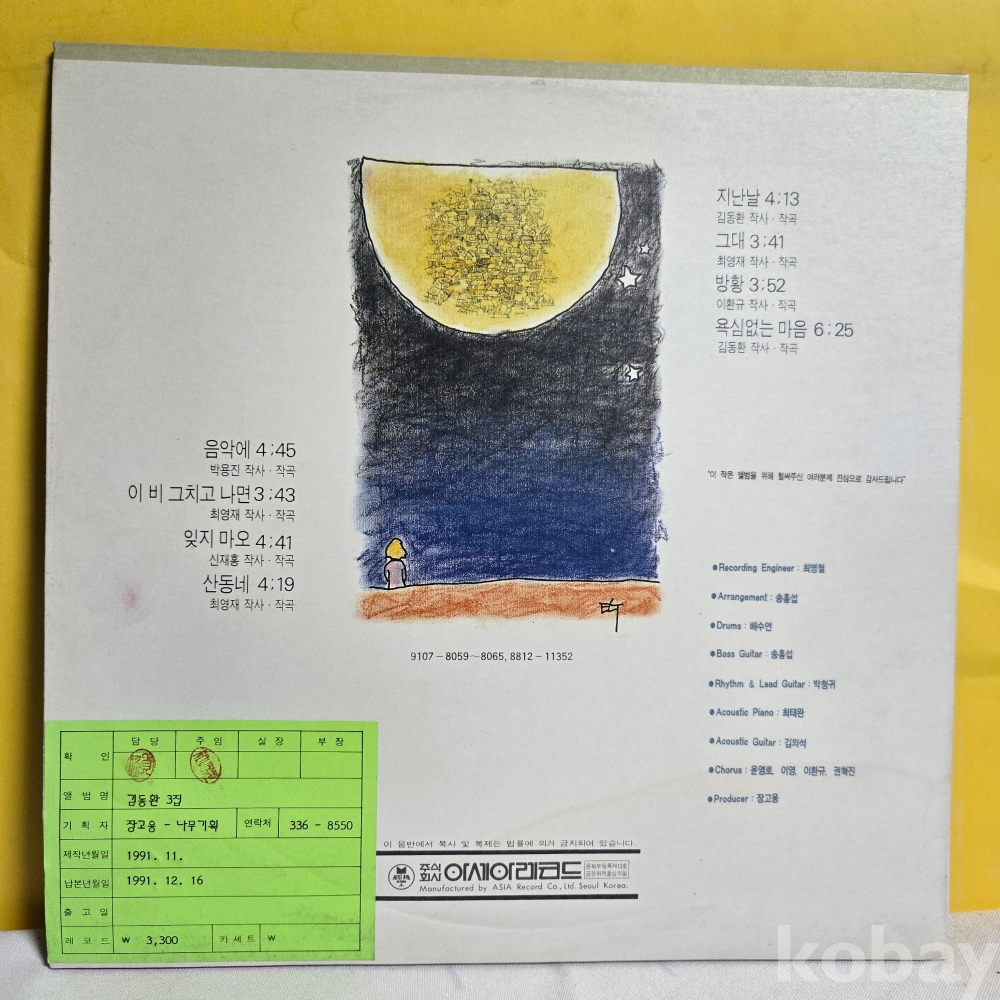 지난날 4:13
김동환 작사·작곡
그대 3:41
최영재 작사·작곡
방황 3:52
이환규 작사·작곡
욕심없는 마음 6:25
김동환 작사·작곡
음악에 4:45
박용진 작사·작곡
이 비 그치고 나면 3:43
최영재 작사·작곡
잊지 마오 4:41
신재홍 작사·작곡
산동네 4:19
최영재 작사·작곡
"이 작은 앨범을 위해 힘써주신 여러분께 진심으로 감사드립니다"
●Recording Engineer : 최병철
●Arrangement : 송홍섭
●Drums : 배수연
●Bass Guitar : 송홍섭
●Rhythm & Lead Guitar : 박청귀
●Acoustic Piano : 최태완
●Acoustic Guitar : 김의석
●Chorus : 윤영로, 이영, 이환규, 권혁진
●Producer : 장고웅
9107-8059~8065, 8812-11352
확 인 담 당 주 임 실 장 부 장
앨 범 명 김동환 3집
기 획 자 장고웅 - 나무기획 연락처 336 - 8550
제작년월일 1991. 11.
납본년월일 1991. 12. 16
출 고 일
레 코 드 ₩ 3,300 카 세 트 ₩
이 음반에서 복사 및 복제는 법률에 의거 금지되어 있습니다.
주식회사 아세아레코드
Manufactured by ASIA Record Co., Ltd. Seoul Korea.
kobay